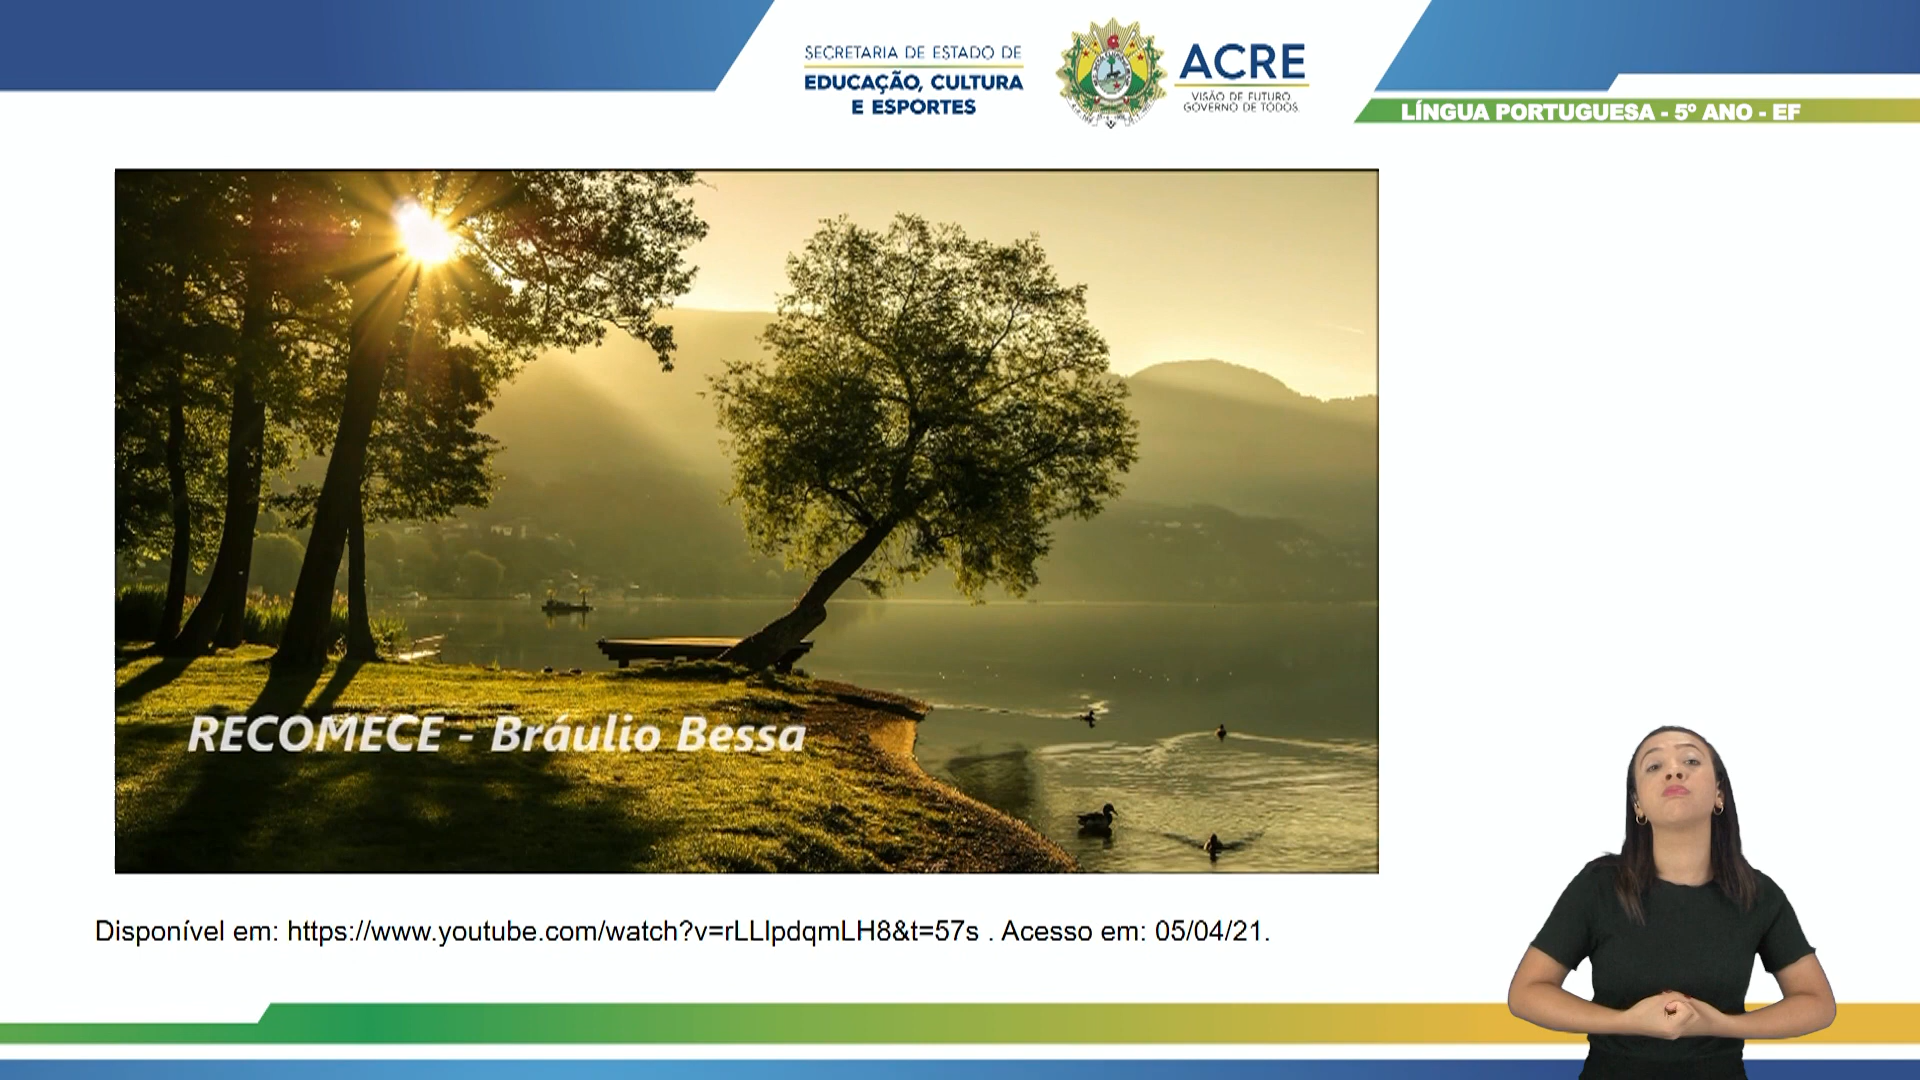 SECRETARIA DE ESTADO DE
EDUCAÇÃO, CULTURA
E ESPORTES
ACRE
VISÃO DE FUTURO.
GOVERNO DE TODOS.
LÍNGUA PORTUGUESA - 5º ANO - EF
RECOMECE - Bráulio Bessa
Disponível em: https://www.youtube.com/watch?v=rLLlpdqmLH8&t=57s . Acesso em: 05/04/21.